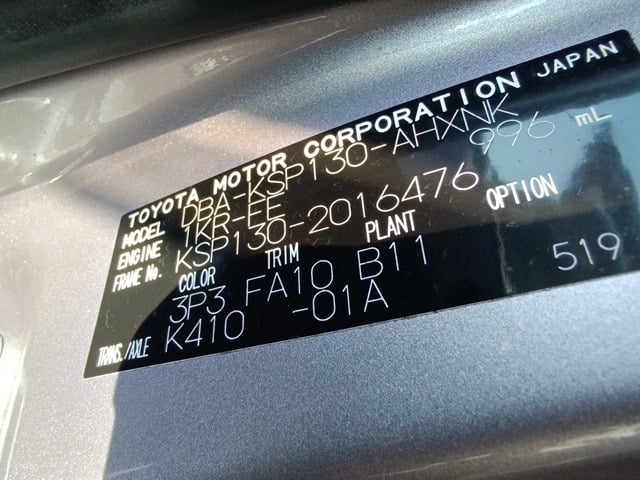 TOYOTA MOTOR CORPORATION JAPAN
MODEL DBA-KSP130-AHXNK
ENGINE 1KR-FE 996 mL
FRAME No. KSP130-2016476
COLOR TRIM PLANT OPTION
3P3 FA10 B11 519
TRANS./AXLE K410 -01A